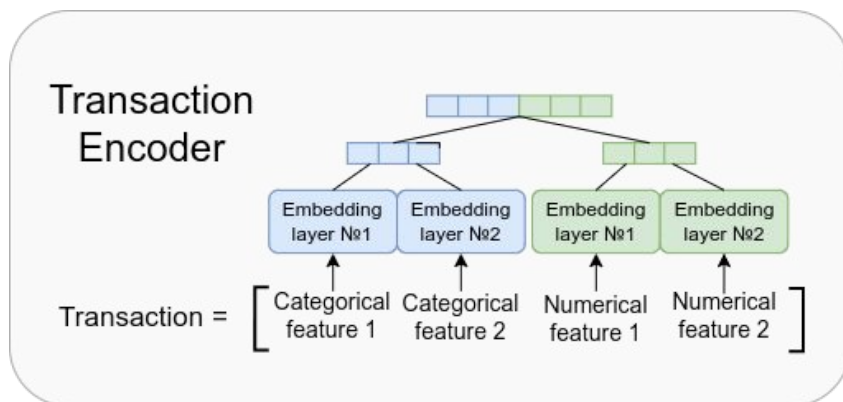 Transaction
Encoder
Embedding
layer №1
Embedding
layer №2
Embedding
layer №1
Embedding
layer №2
Transaction = [
Categorical
feature 1
Categorical
feature 2
Numerical
feature 1
Numerical
feature 2
]